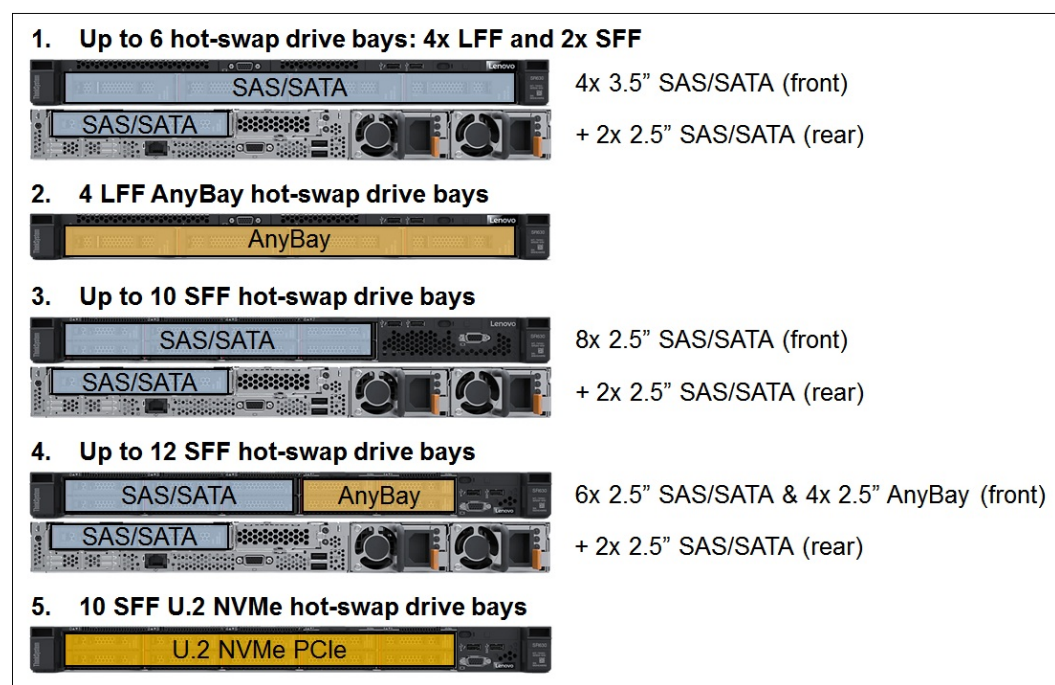 1. Up to 6 hot-swap drive bays: 4x LFF and 2x SFF
Lenovo
SAS/SATA
4x 3.5” SAS/SATA (front)
SAS/SATA
+ 2x 2.5” SAS/SATA (rear)
2. 4 LFF AnyBay hot-swap drive bays
Lenovo
AnyBay
3. Up to 10 SFF hot-swap drive bays
Lenovo
SAS/SATA
8x 2.5” SAS/SATA (front)
SAS/SATA
+ 2x 2.5” SAS/SATA (rear)
4. Up to 12 SFF hot-swap drive bays
SAS/SATA AnyBay
6x 2.5” SAS/SATA & 4x 2.5” AnyBay (front)
Lenovo
SAS/SATA
+ 2x 2.5” SAS/SATA (rear)
5. 10 SFF U.2 NVMe hot-swap drive bays
U.2 NVMe PCIe
Lenovo